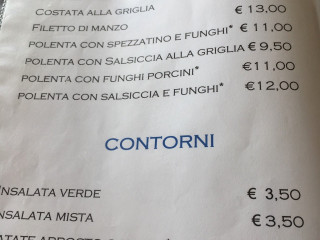 COSTATA ALLA GRIGLIA €13,00
FILETTO DI MANZO €11,00
POLENTA CON SPEZZATINO E FUNGHI*
POLENTA CON SALSICCIA ALLA GRIGLIA €9,50
POLENTA CON FUNGHI PORCINI* €11,00
POLENTA CON SALSICCIA E FUNGHI* €12,00
CONTORNI
INSALATA VERDE € 3,50
INSALATA MISTA €3,50